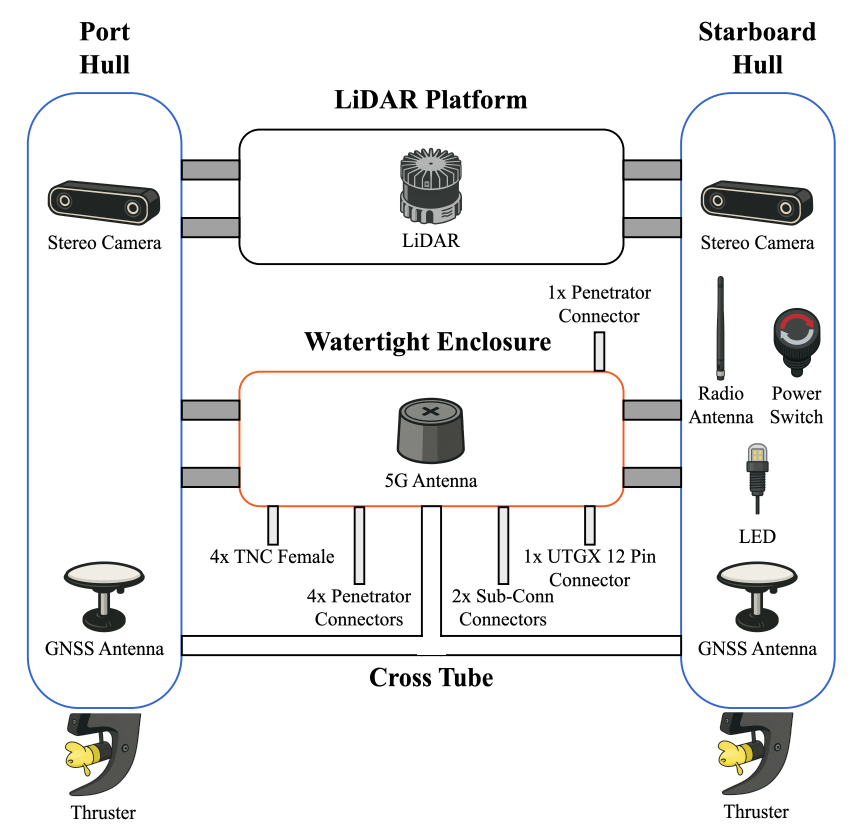 Port
Hull
Starboard
Hull
LiDAR Platform
Stereo Camera
LiDAR
Stereo Camera
1x Penetrator
Connector
Watertight Enclosure
Radio
Antenna
Power
Switch
5G Antenna
LED
4x TNC Female
1x UTGX 12 Pin
Connector
4x Penetrator
Connectors
2x Sub-Conn
Connectors
GNSS Antenna
GNSS Antenna
Cross Tube
Thruster
Thruster